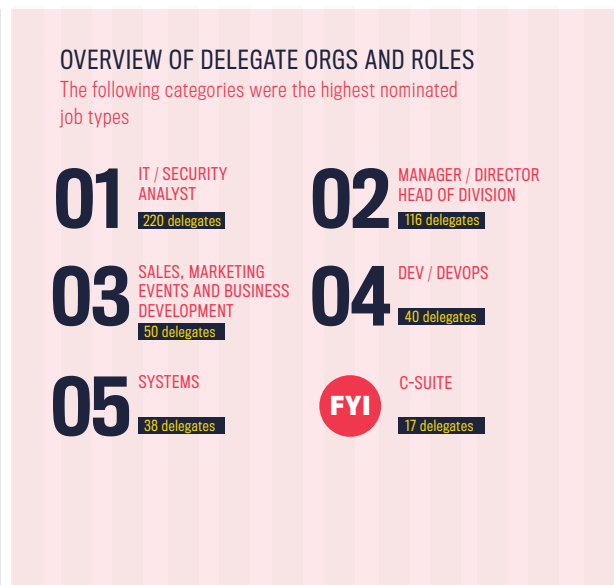 OVERVIEW OF DELEGATE ORGS AND ROLES
The following categories were the highest nominated
job types
01
IT / SECURITY
ANALYST
220 delegates
02
MANAGER / DIRECTOR
HEAD OF DIVISION
116 delegates
03
SALES, MARKETING
EVENTS AND BUSINESS
DEVELOPMENT
50 delegates
04
DEV / DEVOPS
40 delegates
05
SYSTEMS
38 delegates
FYI
C-SUITE
17 delegates